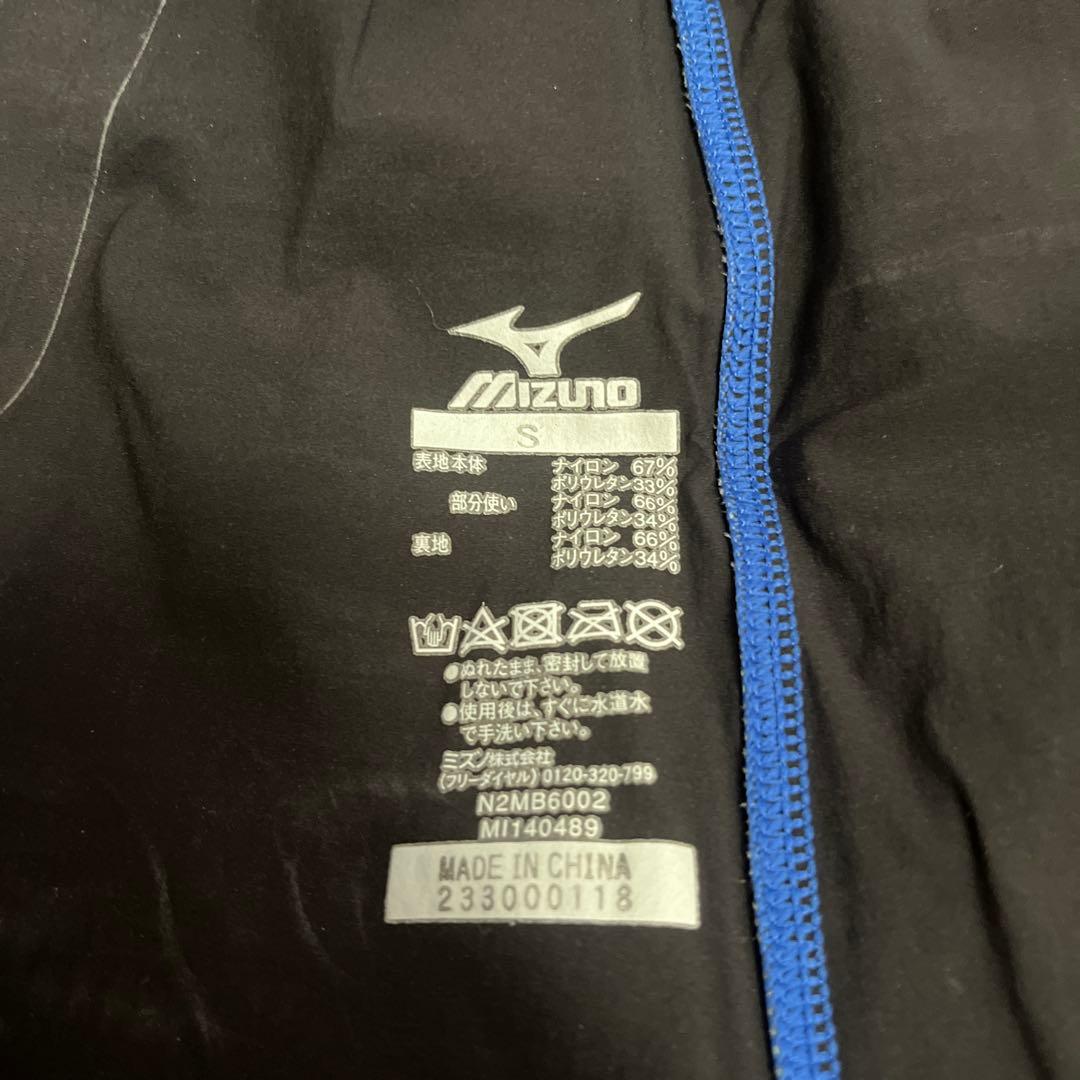 Mizuno
S
表地本体 ナイロン 67%
ポリウレタン33%
部分使い ナイロン 66%
ポリウレタン34%
裏地 ナイロン 66%
ポリウレタン34%
●ぬれたまま、密封して放置
しないで下さい。
●使用後は、すぐに水道水
で手洗い下さい。
ミズノ株式会社
(フリーダイヤル) 0120-320-799
N2MB6002
MI140489
MADE IN CHINA
233000118